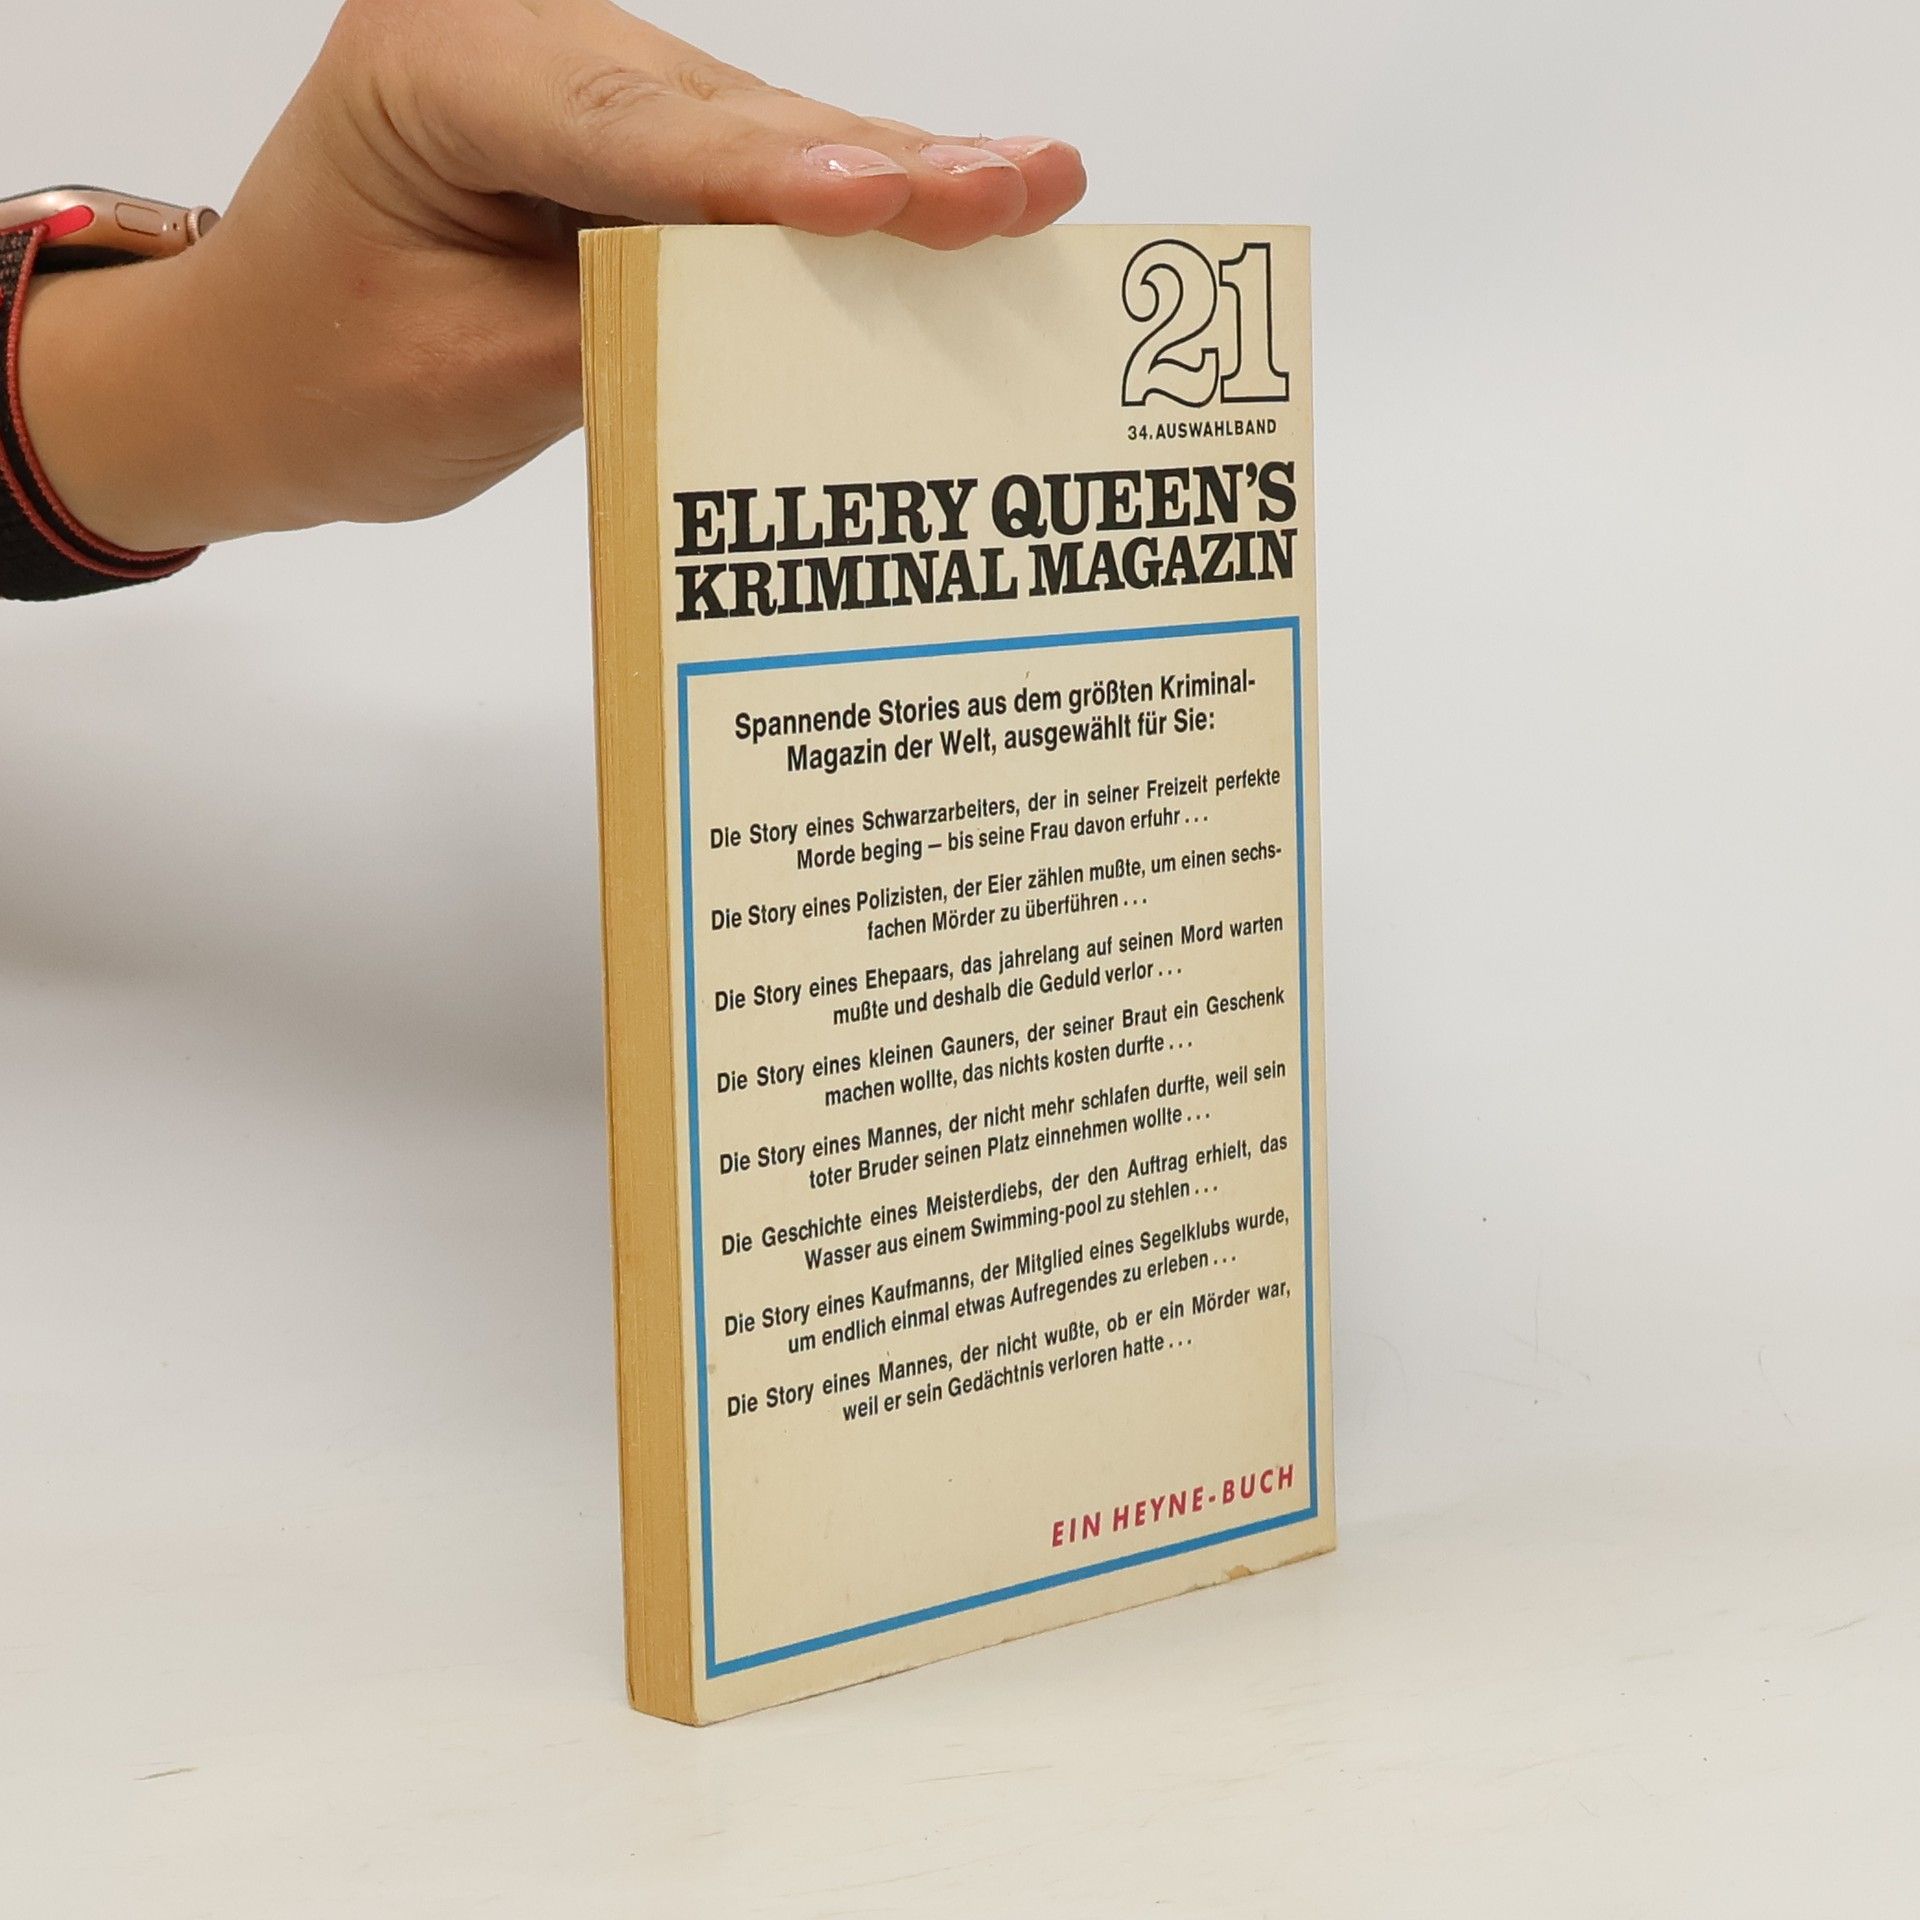 21
34. AUSWAHLBAND
ELLERY QUEEN'S
KRIMINAL MAGAZIN
Spannende Stories aus dem größten Kriminal-
Magazin der Welt, ausgewählt für Sie:
Die Story eines Schwarzarbeiters, der in seiner Freizeit perfekte
Morde beging – bis seine Frau davon erfuhr . . .
Die Story eines Polizisten, der Eier zählen mußte, um einen sechs-
fachen Mörder zu überführen . . .
Die Story eines Ehepaars, das jahrelang auf seinen Mord warten
mußte und deshalb die Geduld verlor . . .
Die Story eines kleinen Gauners, der seiner Braut ein Geschenk
machen wollte, das nichts kosten durfte . . .
Die Story eines Mannes, der nicht mehr schlafen durfte, weil sein
toter Bruder seinen Platz einnehmen wollte . . .
Die Geschichte eines Meisterdiebs, der den Auftrag erhielt, das
Wasser aus einem Swimming-pool zu stehlen . . .
Die Story eines Kaufmanns, der Mitglied eines Segelklubs wurde,
um endlich einmal etwas Aufregendes zu erleben . . .
Die Story eines Mannes, der nicht wußte, ob er ein Mörder war,
weil er sein Gedächtnis verloren hatte . . .
EIN HEYNE-BUCH